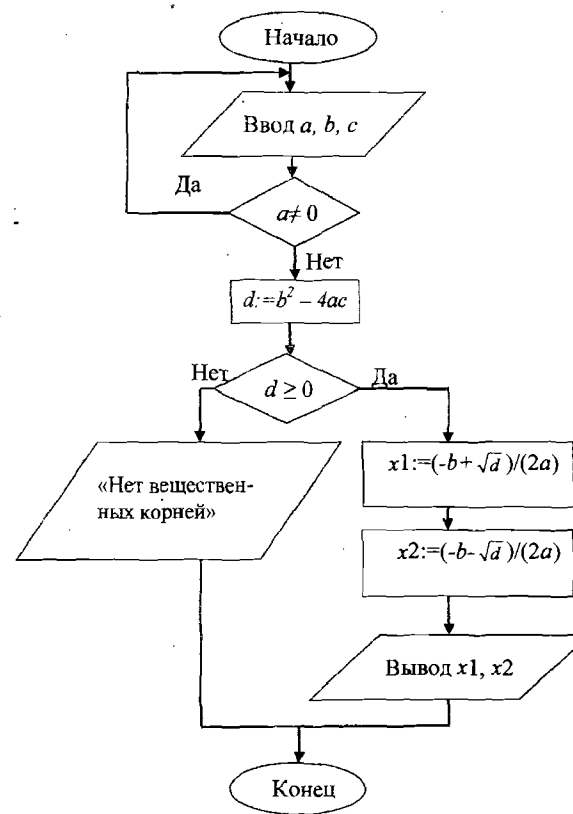 Начало
Ввод a, b, c
Да
a≠ 0
Нет
d:=b² – 4ac
Нет
d ≥ 0
Да
«Нет веществен-
ных корней»
x1:=(-b+ √d )/(2a)
x2:=(-b- √d )/(2a)
Вывод x1, x2
Конец